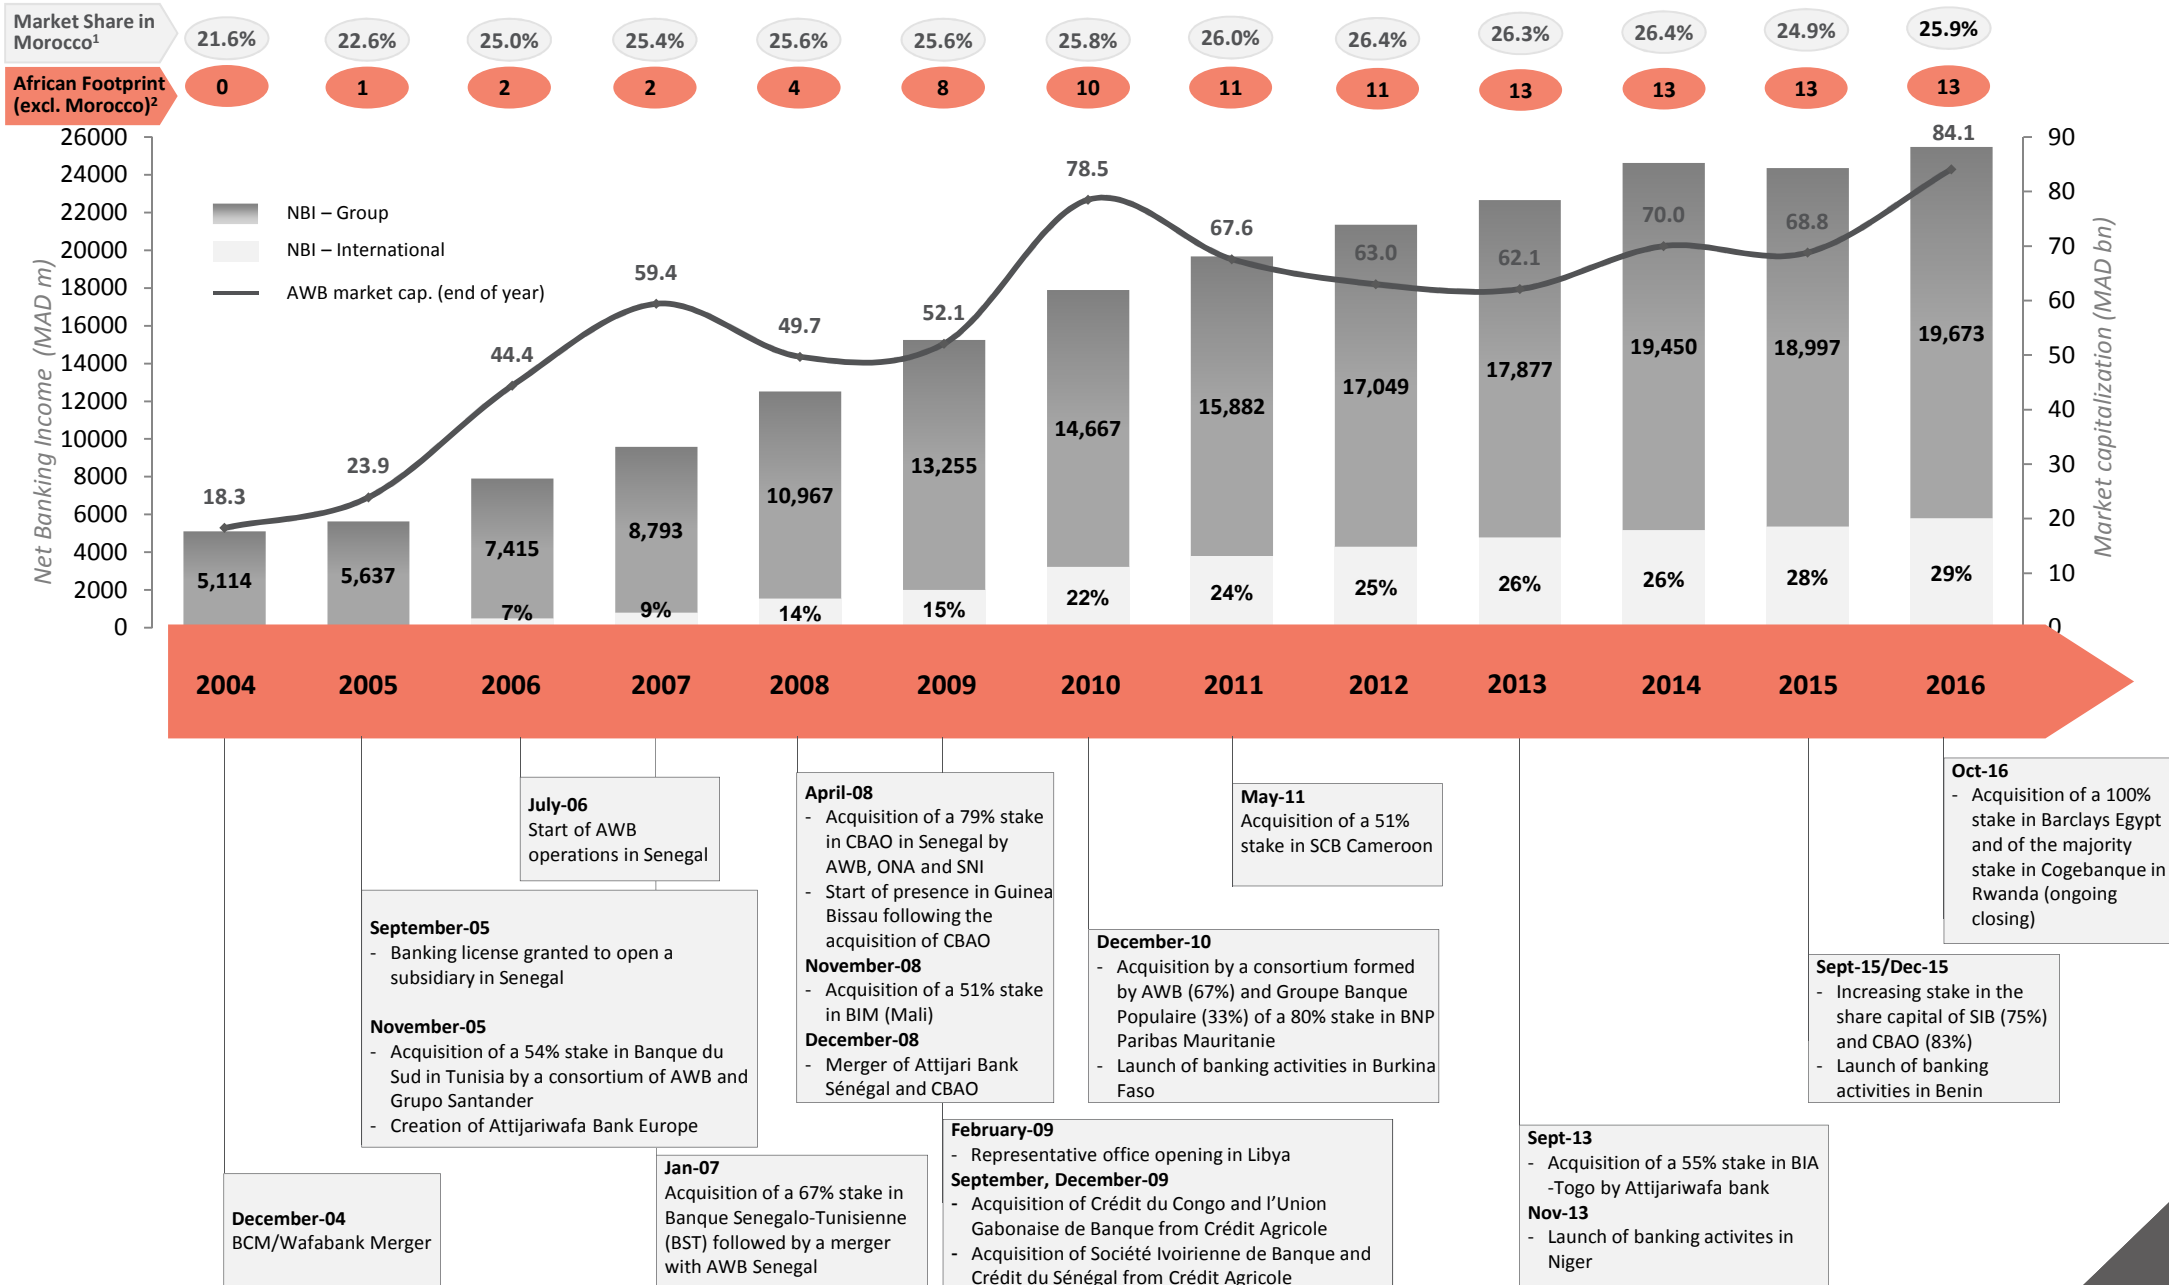 Market Share in
Morocco1
21.6% 22.6% 25.0% 25.4% 25.6% 25.6% 25.8% 26.0% 26.4% 26.3% 26.4% 24.9% 25.9%
African Footprint
(excl. Morocco)2
0 1 2 2 4 8 10 11 11 13 13 13 13
Net Banking Income (MAD m)
26000
24000
22000
20000
18000
16000
14000
12000
10000
8000
6000
4000
2000
0
NBI – Group
NBI – International
AWB market cap. (end of year)
18.3 23.9 44.4 59.4 49.7 52.1 78.5 67.6 63.0 62.1 70.0 68.8 84.1
5,114 5,637 7,415 8,793 10,967 13,255 14,667 15,882 17,049 17,877 19,450 18,997 19,673
7% 9% 14% 15% 22% 24% 25% 26% 26% 28% 29%
90
80
70
60
50
40
30
20
10
0
Market capitalization (MAD bn)
2004 2005 2006 2007 2008 2009 2010 2011 2012 2013 2014 2015 2016
December-04
BCM/Wafabank Merger
September-05
- Banking license granted to open a
subsidiary in Senegal
November-05
- Acquisition of a 54% stake in Banque du
Sud in Tunisia by a consortium of AWB and
Grupo Santander
- Creation of Attijariwafa Bank Europe
July-06
Start of AWB
operations in Senegal
Jan-07
Acquisition of a 67% stake in
Banque Senegalo-Tunisienne
(BST) followed by a merger
with AWB Senegal
April-08
- Acquisition of a 79% stake
in CBAO in Senegal by
AWB, ONA and SNI
- Start of presence in Guinea
Bissau following the
acquisition of CBAO
November-08
- Acquisition of a 51% stake
in BIM (Mali)
December-08
- Merger of Attijari Bank
Sénégal and CBAO
February-09
- Representative office opening in Libya
September, December-09
- Acquisition of Crédit du Congo and l’Union
Gabonaise de Banque from Crédit Agricole
- Acquisition of Société Ivoirienne de Banque and
Crédit du Sénégal from Crédit Agricole
December-10
- Acquisition by a consortium formed
by AWB (67%) and Groupe Banque
Populaire (33%) of a 80% stake in BNP
Paribas Mauritanie
- Launch of banking activities in Burkina
Faso
May-11
Acquisition of a 51%
stake in SCB Cameroon
Sept-13
- Acquisition of a 55% stake in BIA
-Togo by Attijariwafa bank
Nov-13
- Launch of banking activites in
Niger
Sept-15/Dec-15
- Increasing stake in the
share capital of SIB (75%)
and CBAO (83%)
- Launch of banking
activities in Benin
Oct-16
- Acquisition of a 100%
stake in Barclays Egypt
and of the majority
stake in Cogebanque in
Rwanda (ongoing
closing)